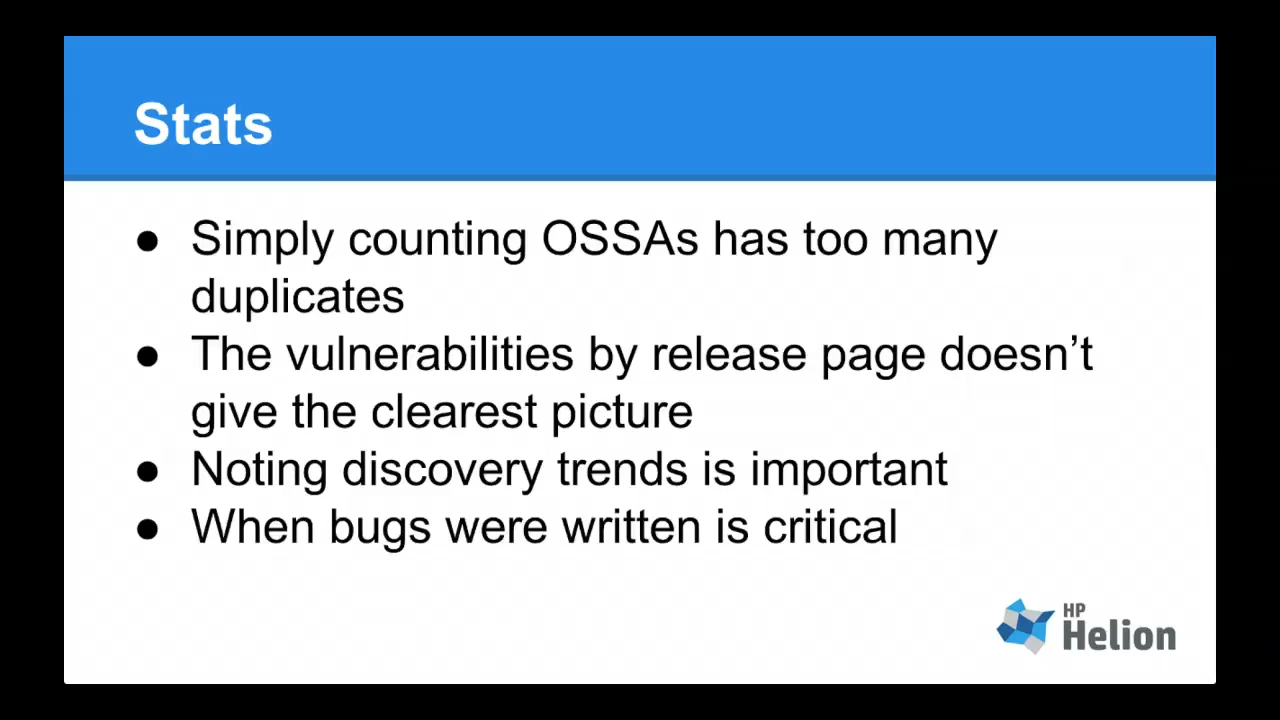 Stats
● Simply counting OSSAs has too many
duplicates
● The vulnerabilities by release page doesn’t
give the clearest picture
● Noting discovery trends is important
● When bugs were written is critical
HP
Helion